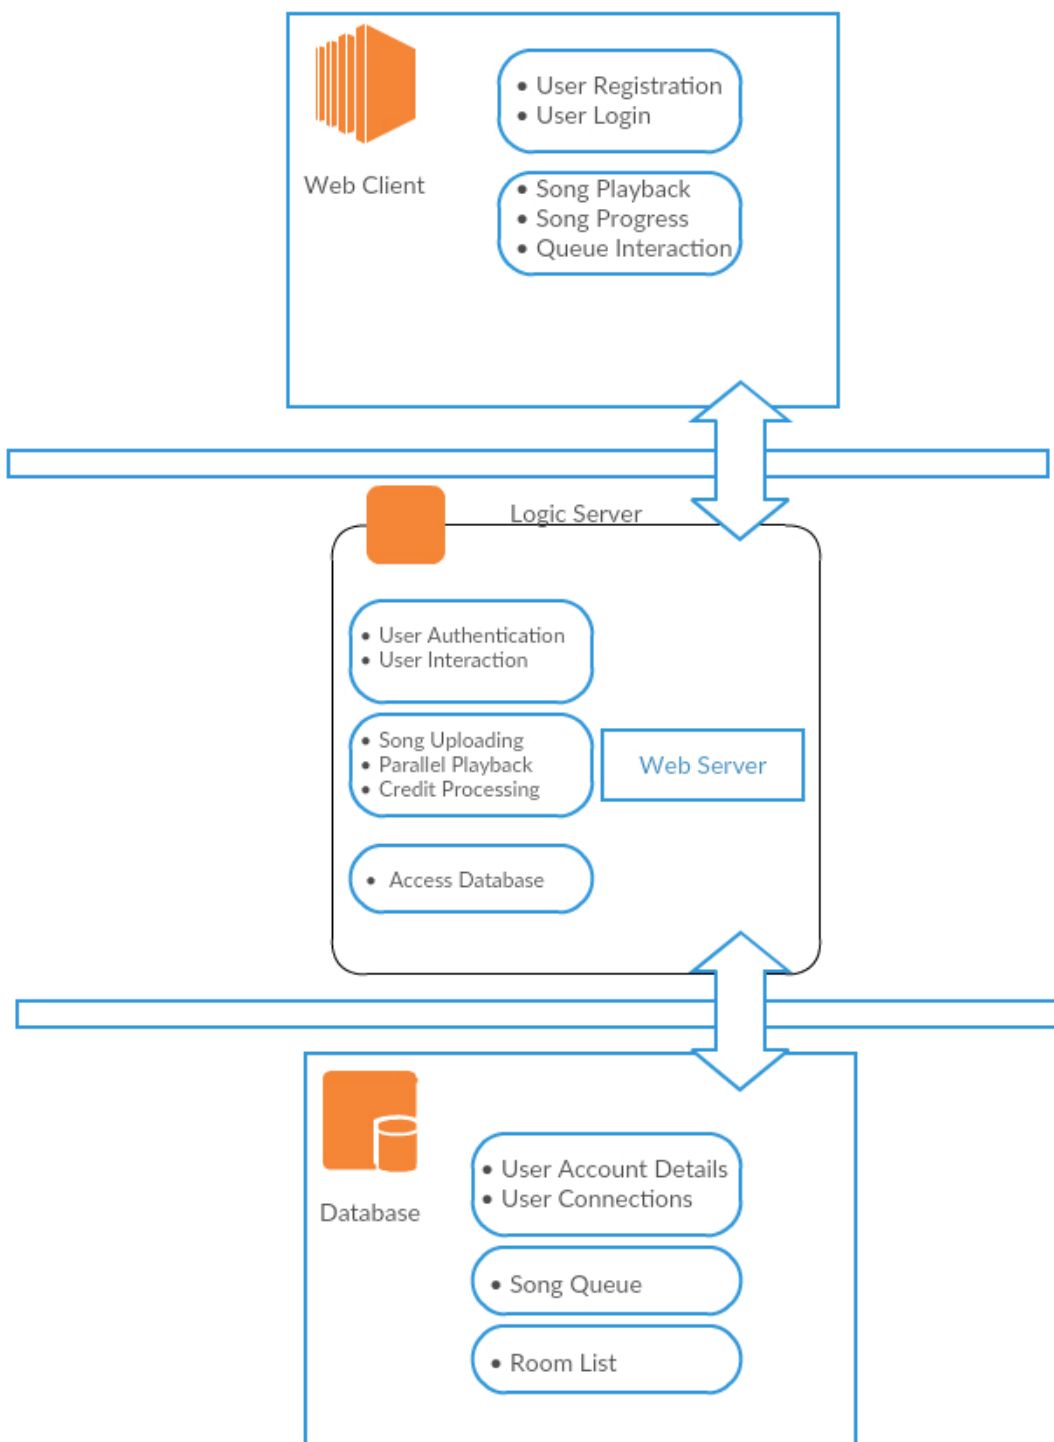 • User Registration
• User Login
Web Client
• Song Playback
• Song Progress
• Queue Interaction
Logic Server
• User Authentication
• User Interaction
• Song Uploading
• Parallel Playback
• Credit Processing
Web Server
• Access Database
Database
• User Account Details
• User Connections
• Song Queue
• Room List